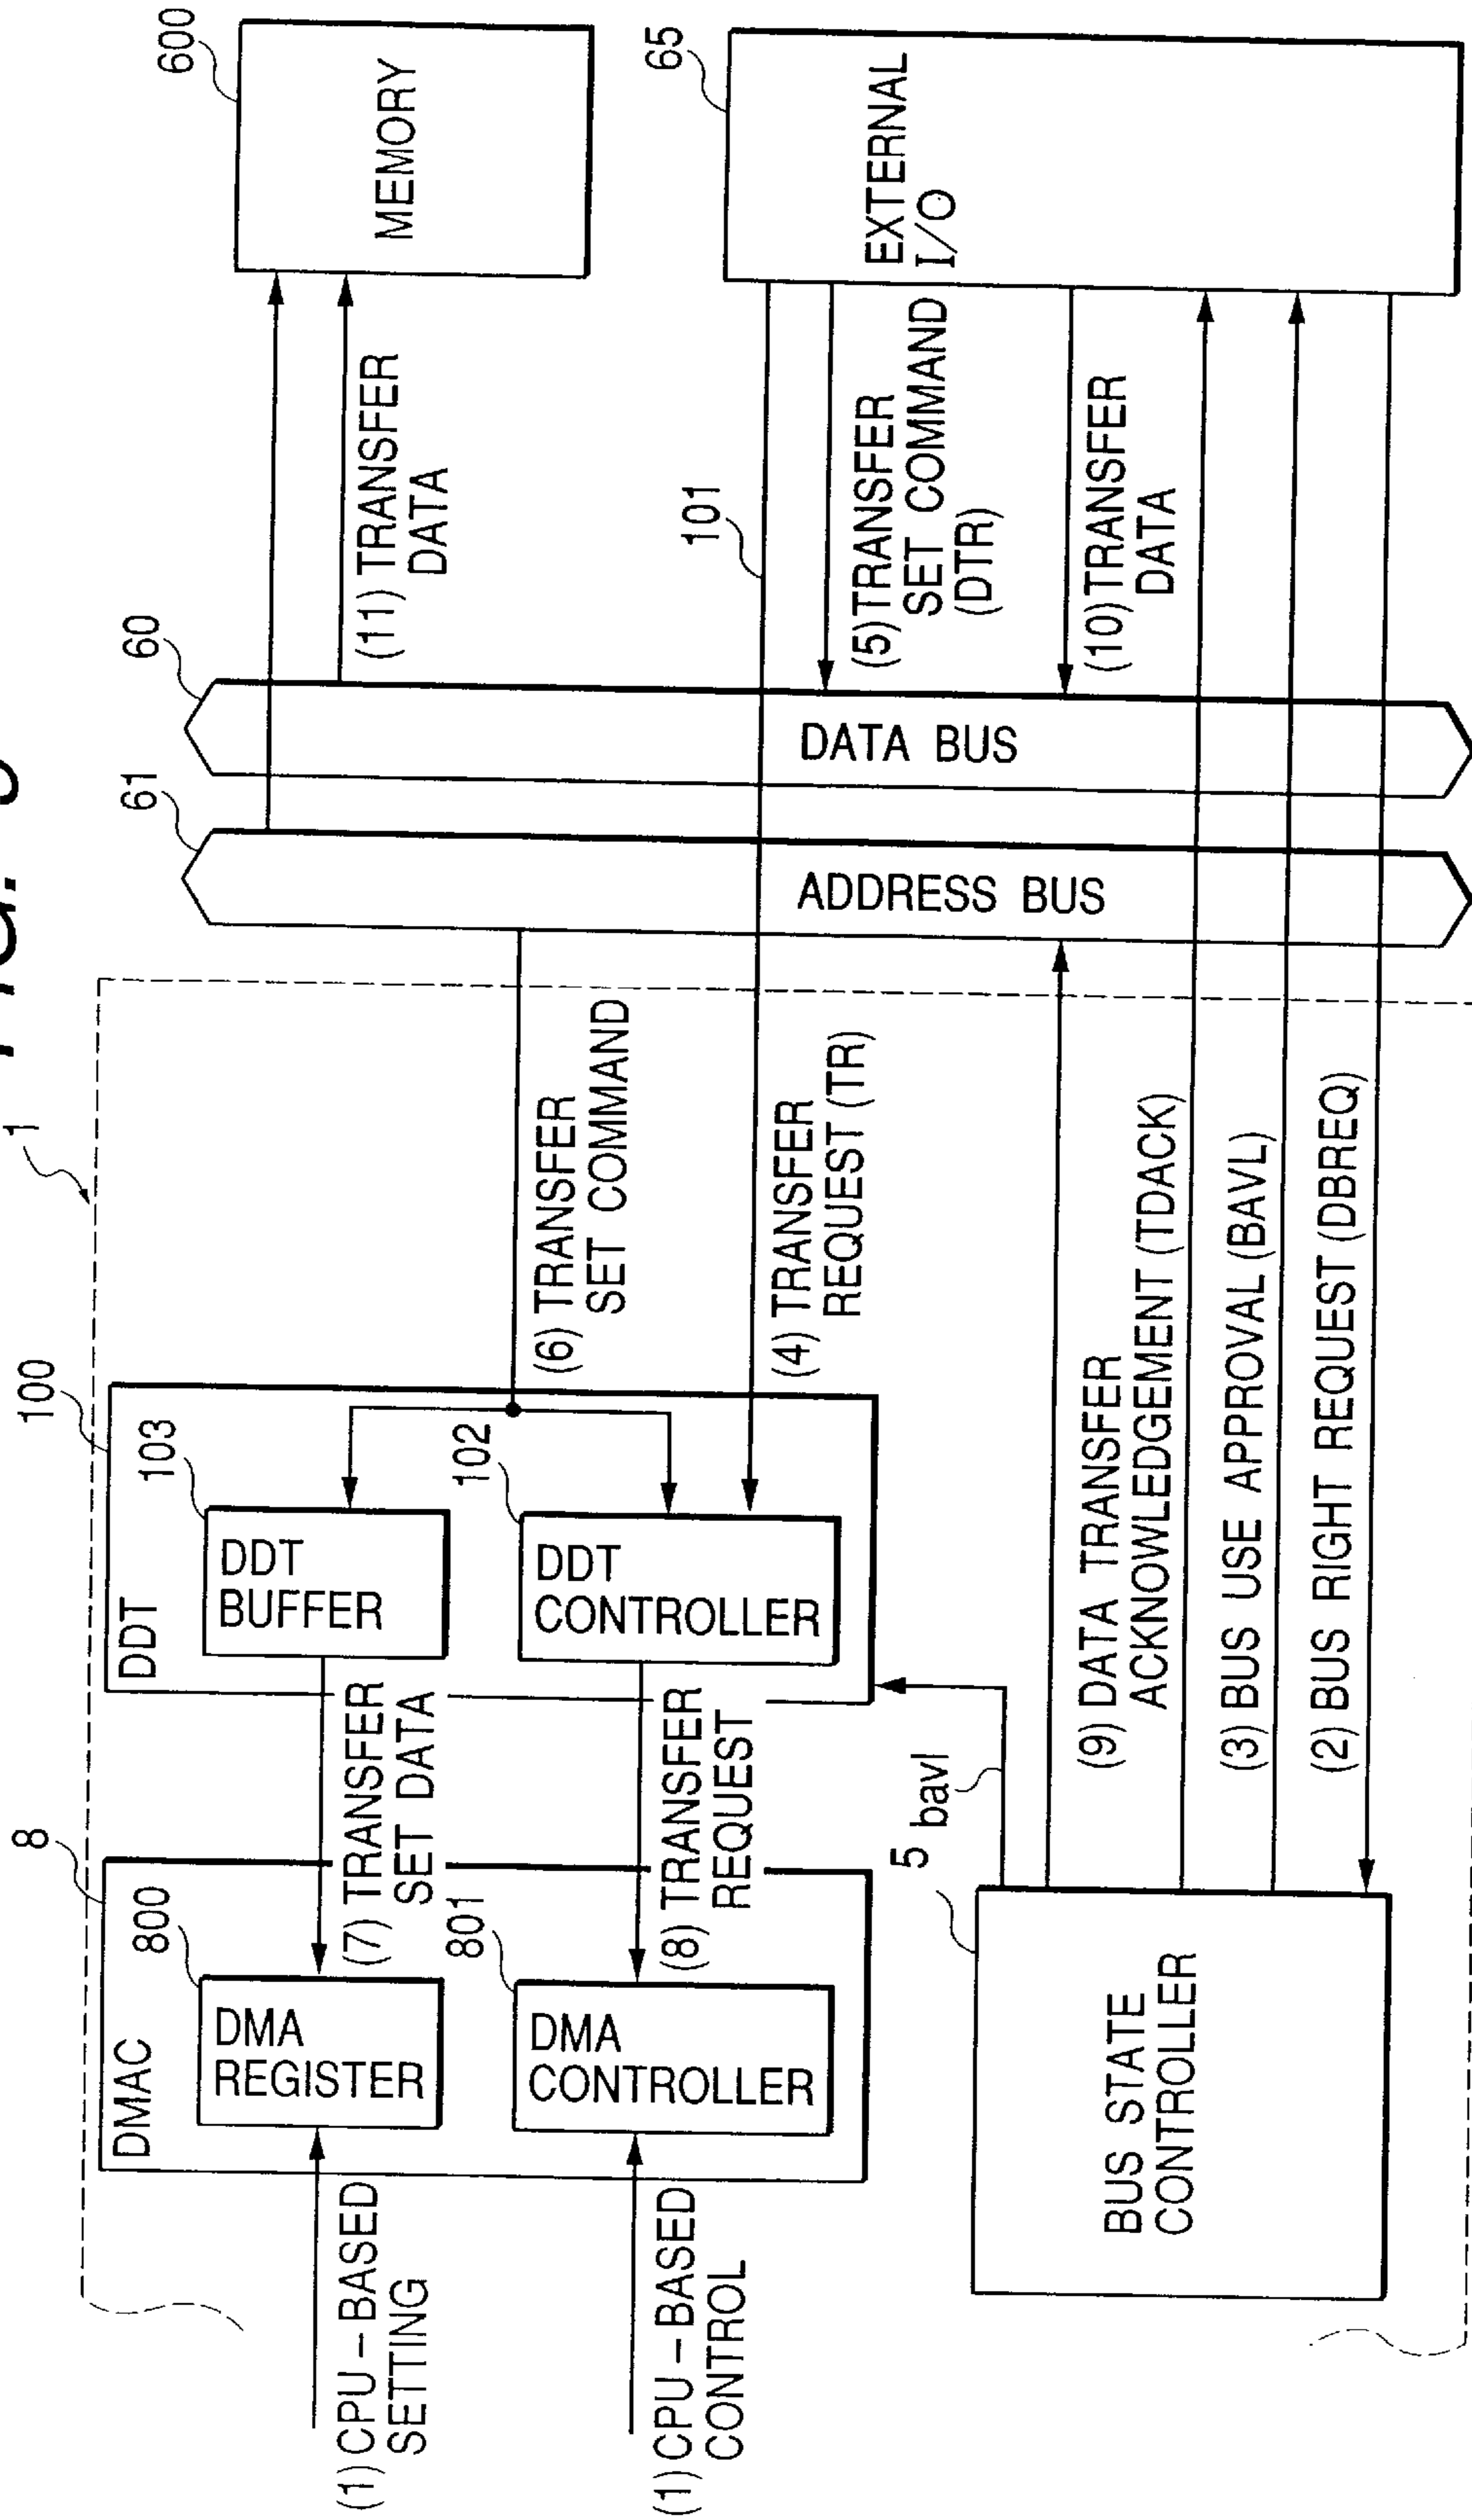 1
8
DMAC
800
DMA
REGISTER
801
DMA
CONTROLLER
(1) CPU-BASED
SETTING
(1) CPU-BASED
CONTROL
(7) TRANSFER
SET DATA
(8) TRANSFER
REQUEST
100
DDT
103
DDT
BUFFER
102
DDT
CONTROLLER
(6) TRANSFER
SET COMMAND
(4) TRANSFER
REQUEST (TR)
5
bavl
BUS STATE
CONTROLLER
(9) DATA TRANSFER
ACKNOWLEDGEMENT (TDACK)
(3) BUS USE APPROVAL (BAVL)
(2) BUS RIGHT REQUEST (DBREQ)
61
ADDRESS BUS
60
DATA BUS
(11) TRANSFER
DATA
101
(5) TRANSFER
SET COMMAND
(DTR)
(10) TRANSFER
DATA
600
MEMORY
65
EXTERNAL
I/O